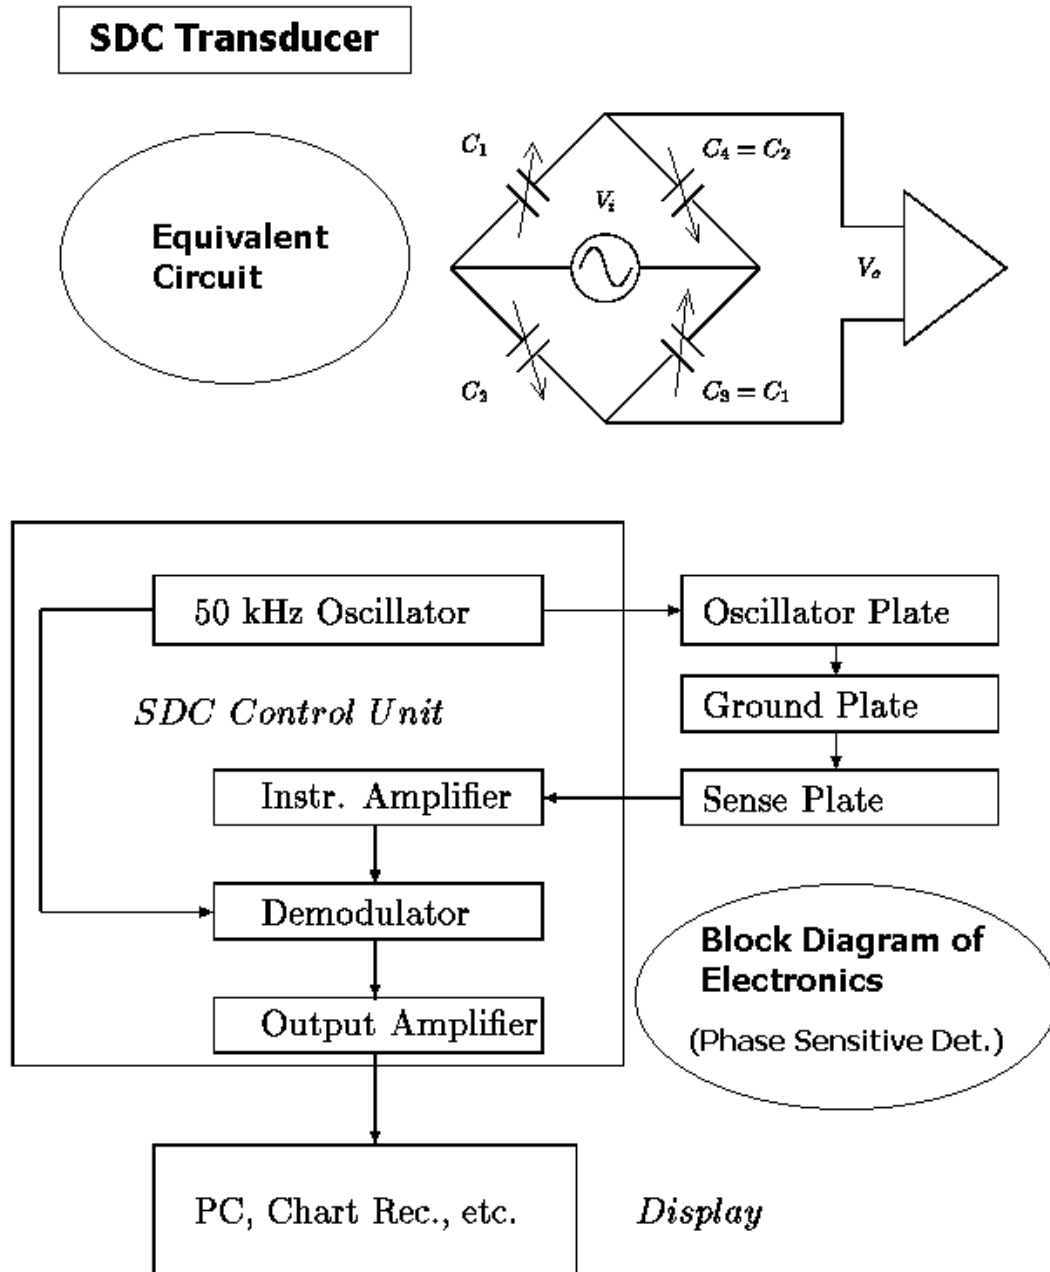 SDC Transducer
Equivalent
Circuit
C₁
C₄ = C₂
Vᵢ
Vₒ
C₂
C₃ = C₁
50 kHz Oscillator
Oscillator Plate
SDC Control Unit
Ground Plate
Instr. Amplifier
Sense Plate
Demodulator
Block Diagram of
Electronics
(Phase Sensitive Det.)
Output Amplifier
PC, Chart Rec., etc.
Display